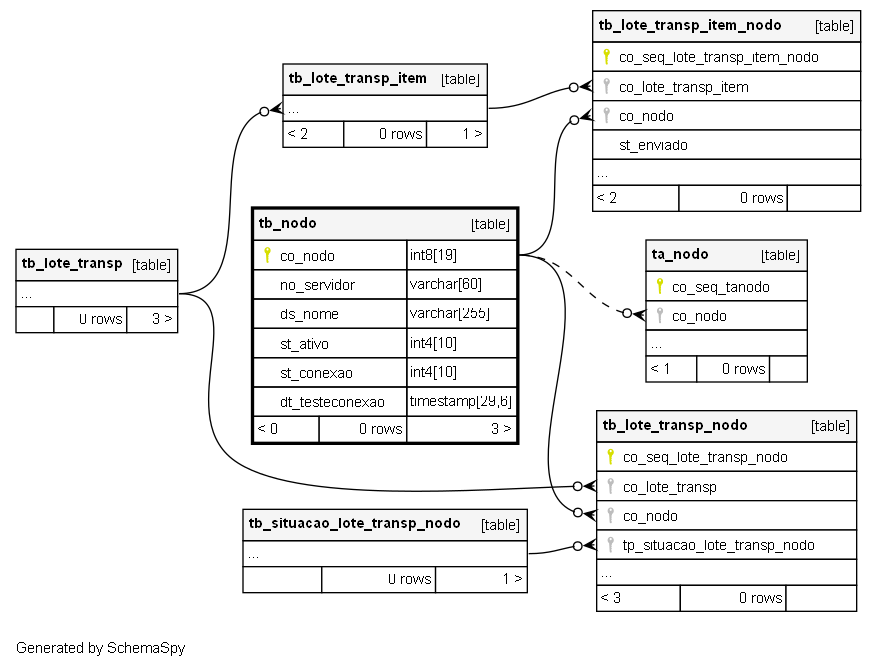 tb_lote_transp_item_nodo [table]
co_seq_lote_transp_item_nodo
co_lote_transp_item
co_nodo
st_enviado
...
< 2 0 rows
tb_lote_transp_item [table]
...
< 2 0 rows 1 >
tb_nodo [table]
co_nodo int8[19]
no_servidor varchar[60]
ds_nome varchar[255]
st_ativo int4[10]
st_conexao int4[10]
dt_testeconexao timestamp[29,6]
< 0 0 rows 3 >
tb_lote_transp [table]
...
0 rows 3 >
ta_nodo [table]
co_seq_tanodo
co_nodo
...
< 1 0 rows
tb_lote_transp_nodo [table]
co_seq_lote_transp_nodo
co_lote_transp
co_nodo
tp_situacao_lote_transp_nodo
...
< 3 0 rows
tb_situacao_lote_transp_nodo [table]
...
0 rows 1 >
Generated by SchemaSpy